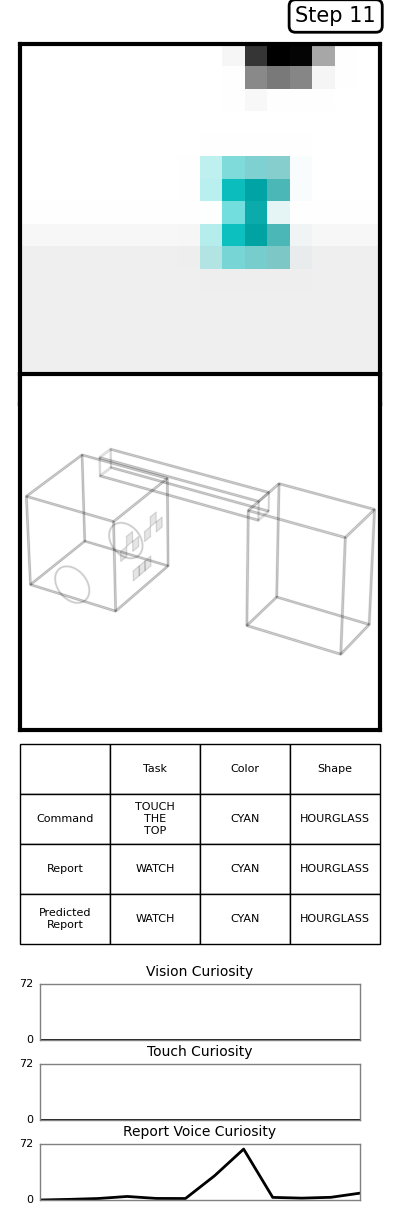 Step 11
Task Color Shape
Command TOUCH THE TOP CYAN HOURGLASS
Report WATCH CYAN HOURGLASS
Predicted Report WATCH CYAN HOURGLASS
Vision Curiosity
72
0
Touch Curiosity
72
0
Report Voice Curiosity
72
0